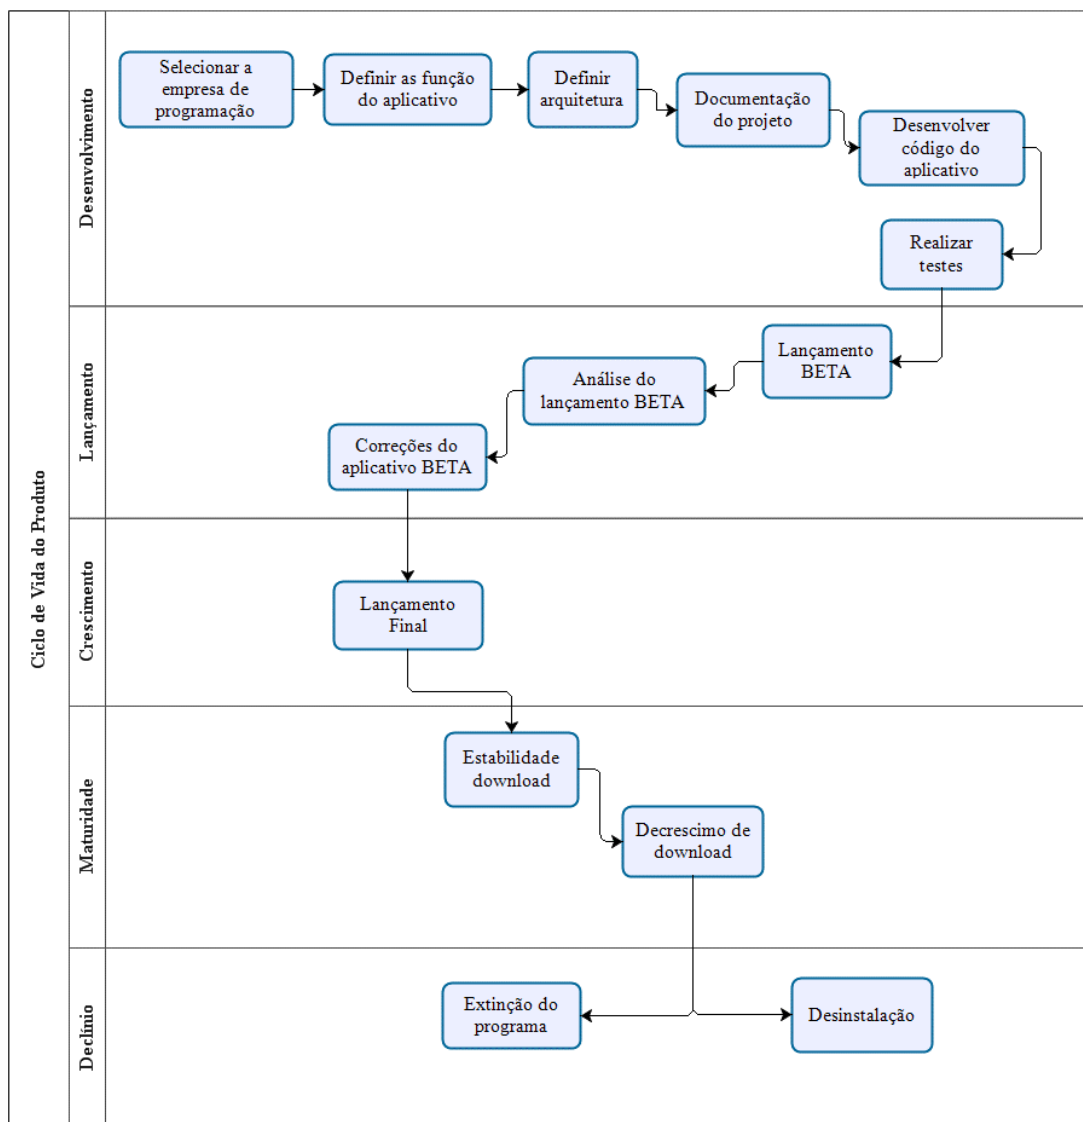 Ciclo de Vida do Produto
Desenvolvimento
Selecionar a
empresa de
programação
Definir as função
do aplicativo
Definir
arquitetura
Documentação
do projeto
Desenvolver
código do
aplicativo
Realizar
testes
Lançamento
Lançamento
BETA
Análise do
lançamento BETA
Correções do
aplicativo BETA
Crescimento
Lançamento
Final
Maturidade
Estabilidade
download
Decrescimo de
download
Declínio
Extinção do
programa
Desinstalação